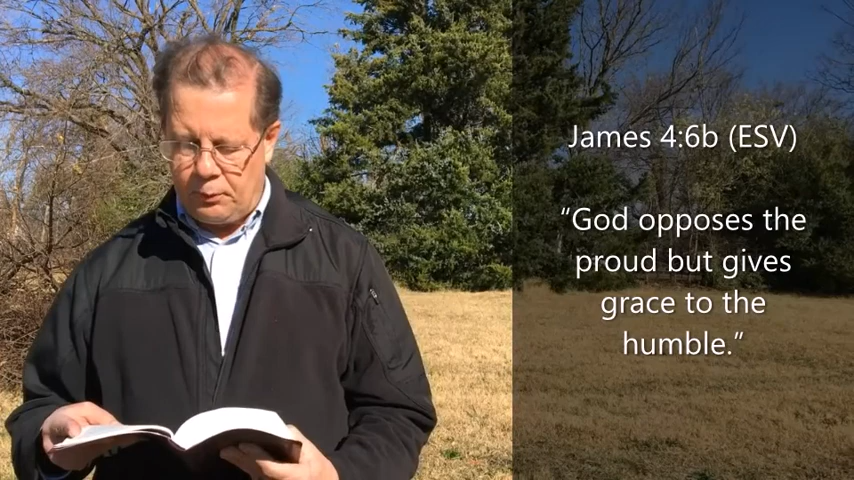 James 4:6b (ESV)
“God opposes the
proud but gives
grace to the
humble.”